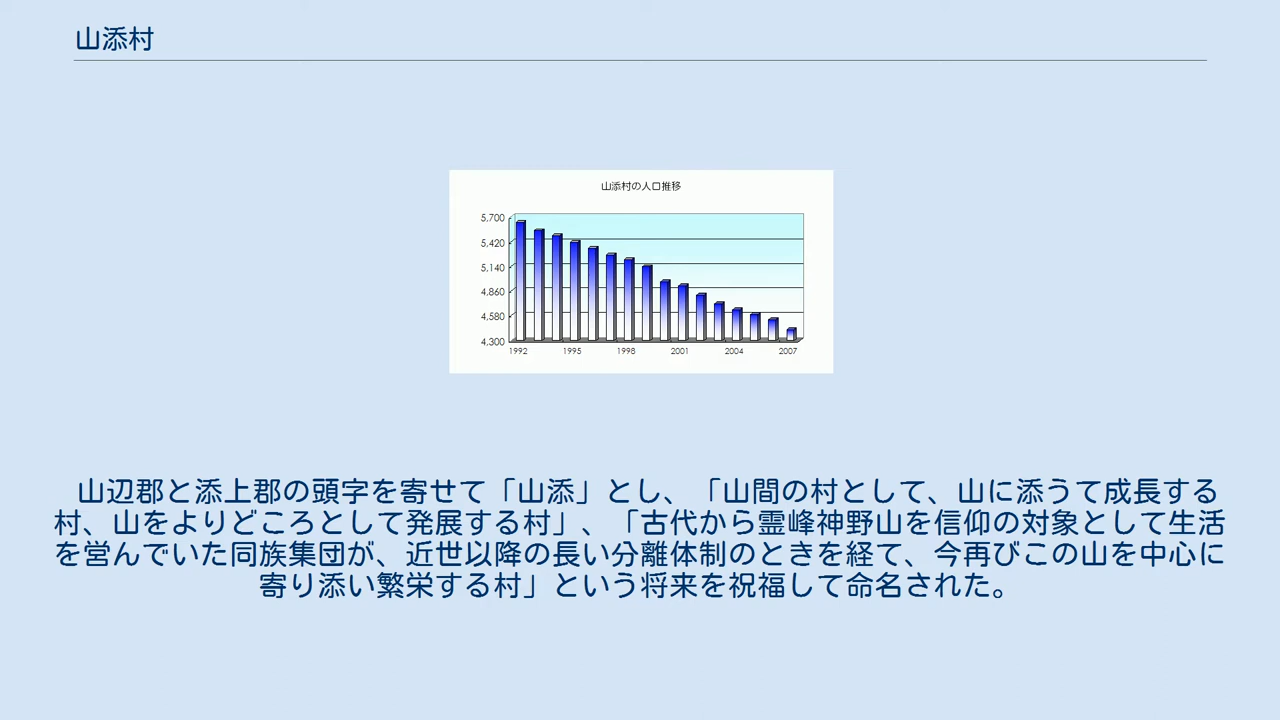 山添村
山添村の人口推移
5,700
5,420
5,140
4,860
4,580
4,300
1992 1995 1998 2001 2004 2007
山辺郡と添上郡の頭字を寄せて「山添」とし、「山間の村として、山に添うて成長する
村、山をよりどころとして発展する村」、「古代から霊峰神野山を信仰の対象として生活
を営んでいた同族集団が、近世以降の長い分離体制のときを経て、今再びこの山を中心に
寄り添い繁栄する村」という将来を祝福して命名された。